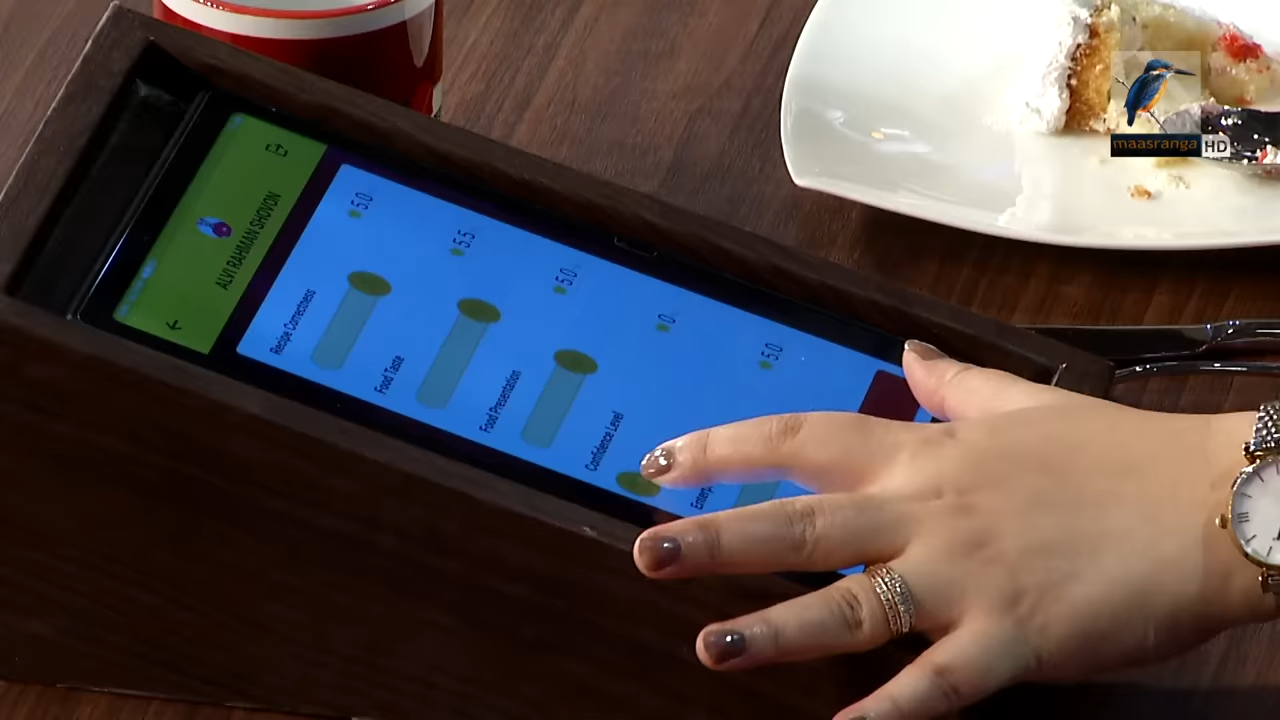 ALVI RAHMAN SHOVON
Recipe Correctness
5.0
Food Taste
5.5
Food Presentation
5.0
Confidence Level
0
5.0
maasranga HD